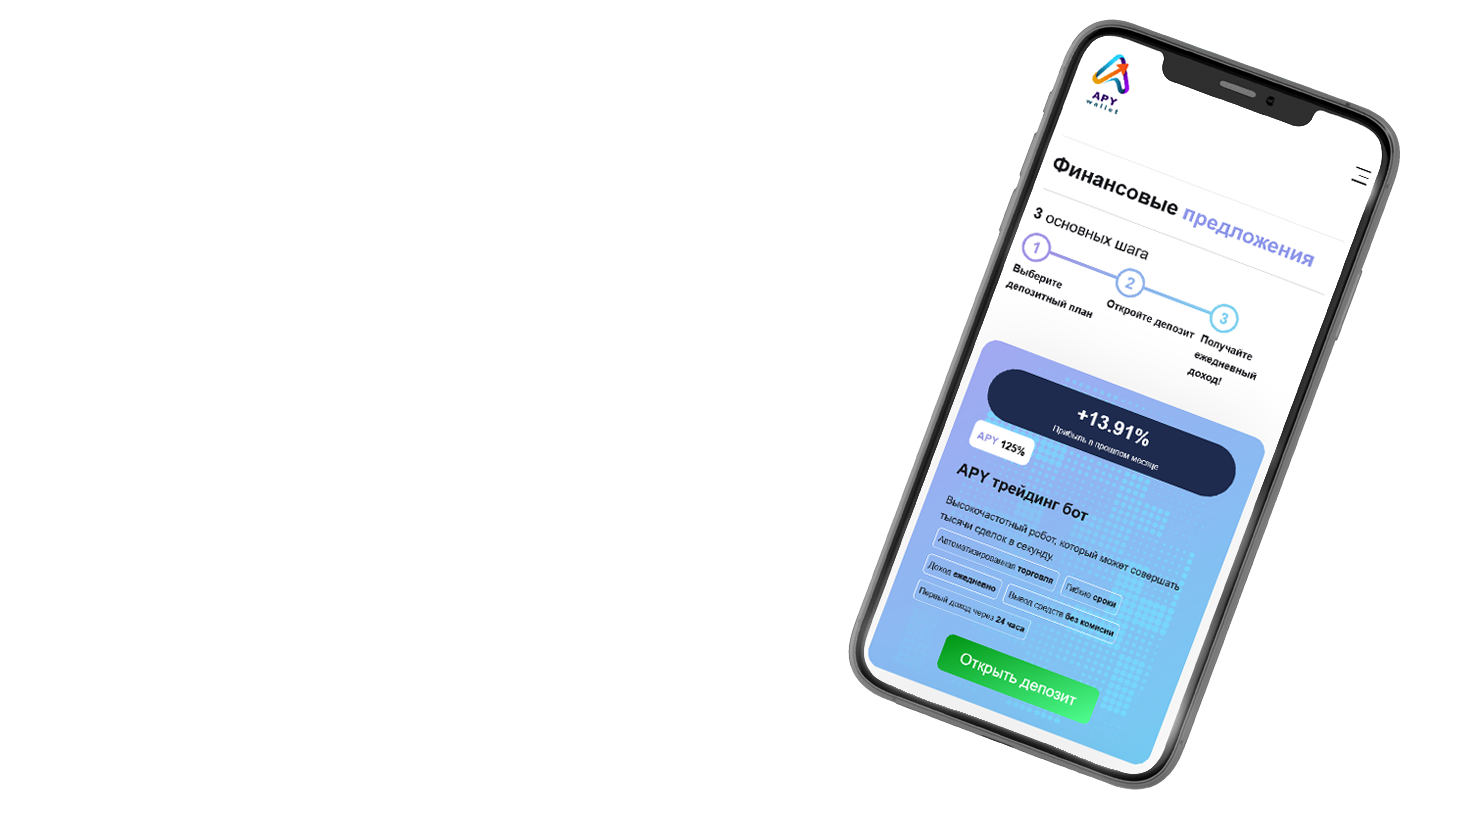 APY
wallet
Финансовые предложения
3 основных шага
1
2
3
Выберите
депозитный план
Откройте депозит
Получайте
ежедневный
доход!
+13.91%
Прибыль в прошлом месяце
APY 125%
APY трейдинг бот
Высокочастотный робот, который может совершать
тысячи сделок в секунду.
Автоматизированная торговля
Гибкие сроки
Доход ежедневно
Вывод средств без комисии
Первый доход через 24 часа
Открыть депозит